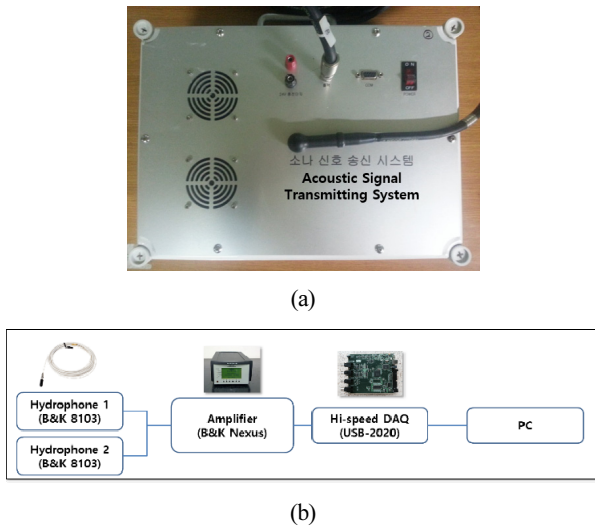 소나 신호 송신 시스템
Acoustic Signal
Transmitting System
(a)
Hydrophone 1
(B&K 8103)
Hydrophone 2
(B&K 8103)
Amplifier
(B&K Nexus)
Hi-speed DAQ
(USB-2020)
PC
(b)